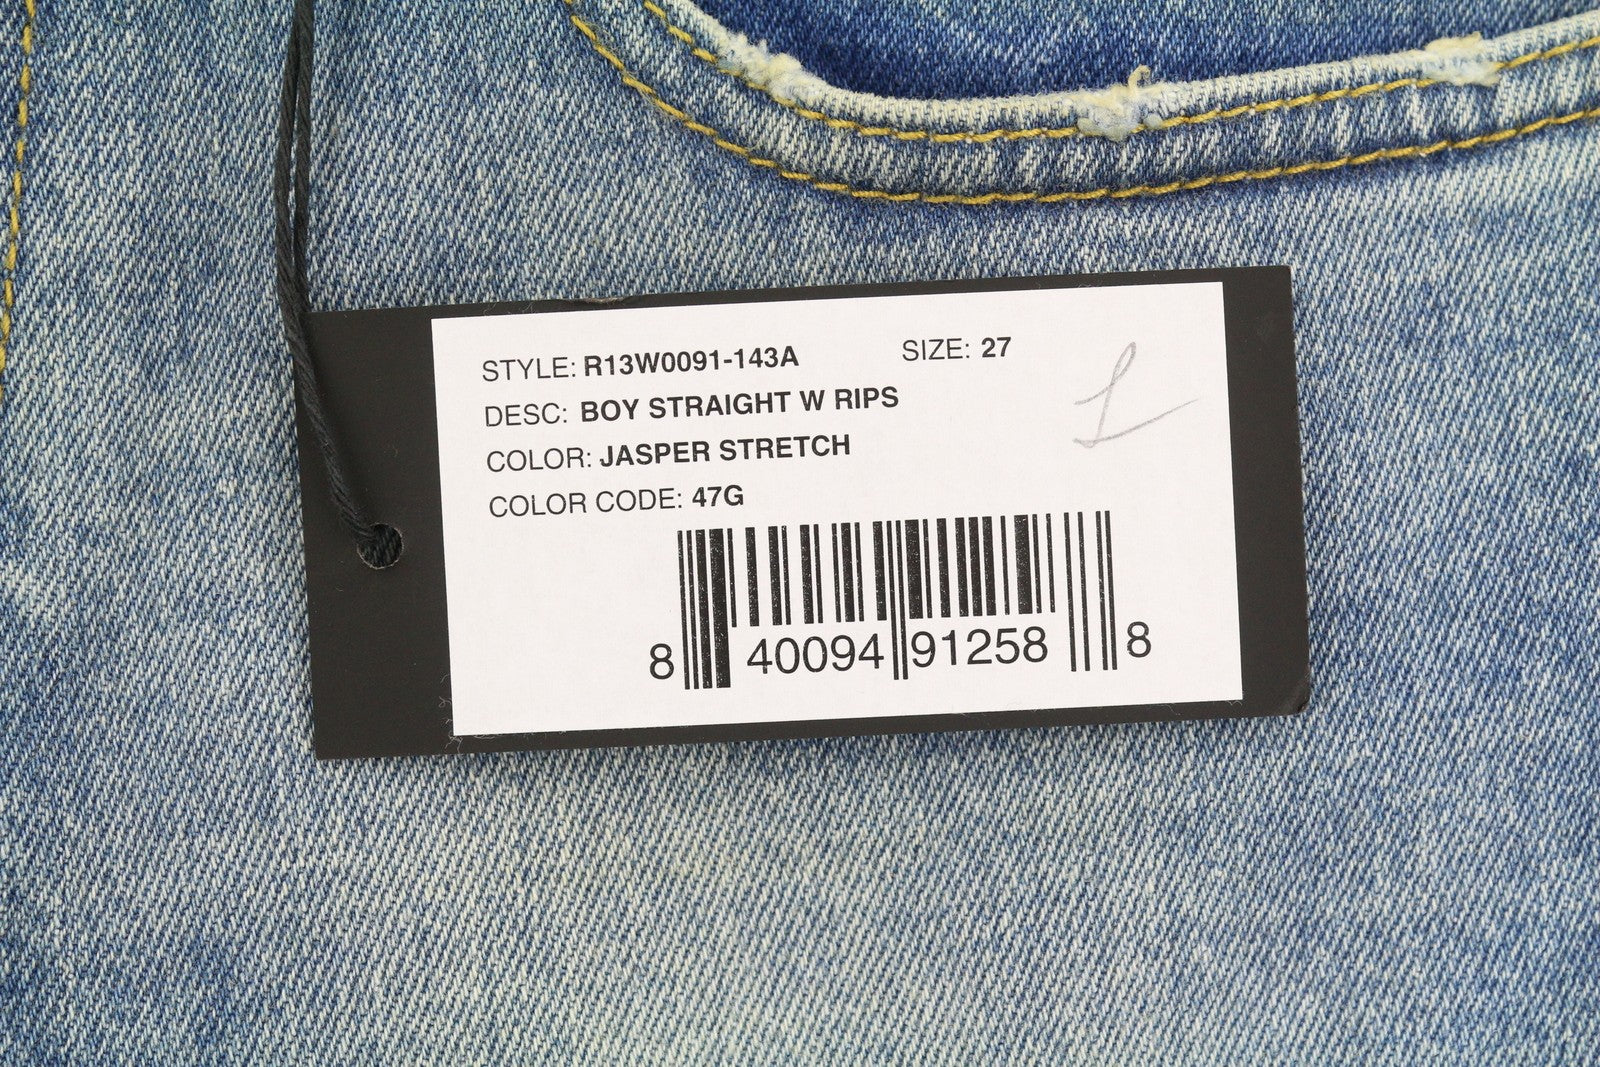 STYLE: R13W0091-143A SIZE: 27
DESC: BOY STRAIGHT W RIPS
COLOR: JASPER STRETCH
COLOR CODE: 47G
8 40094 91258 8